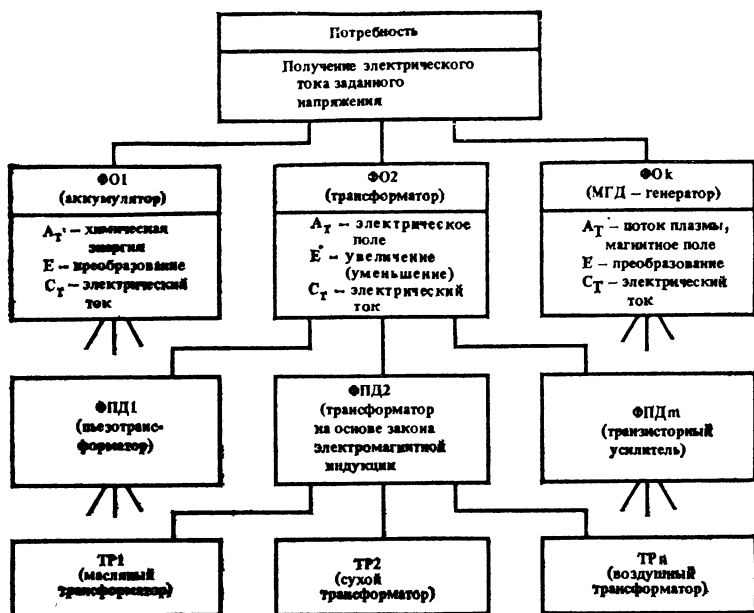 Потребность
Получение электрического
тока заданного
напряжения
ФО1
(аккумулятор)
Aт – химическая
энергия
E – преобразование
Cт – электрический
ток
ФО2
(трансформатор)
Aт – электрическое
поле
E – увеличение
(уменьшение)
Cт – электрический
ток
ФОk
(МГД – генератор)
Aт – поток плазмы,
магнитное поле
E – преобразование
Cт – электрический
ток
ФПД1
(пьезотранс-
форматор)
ФПД2
(трансформатор
на основе закона
электромагнитной
индукции
ФПДm
(транзисторный
усилитель)
ТР1
(масляный
трансформатор)
ТР2
(сухой
трансформатор)
ТРn
(воздушный
трансформатор)